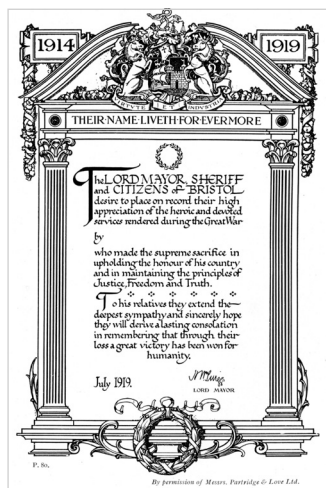 1914
1919
VIRTUTE ET INDUSTRIA
THEIR·NAME·LIVETH·FOR·EVERMORE
The LORD MAYOR, SHERIFF
and CITIZENS of BRISTOL
desire to place on record their high
appreciation of the heroic and devoted
services rendered during the Great War
by
who made the supreme sacrifice in
upholding the honour of his country
and in maintaining the principles of
Justice, Freedom and Truth.
To his relatives they extend the
deepest sympathy and sincerely hope
they will derive a lasting consolation
in remembering that through their
loss a great victory has been won for
humanity.
July 1919.
LORD MAYOR
P. 80.
By permission of Messrs. Partridge & Love Ltd.